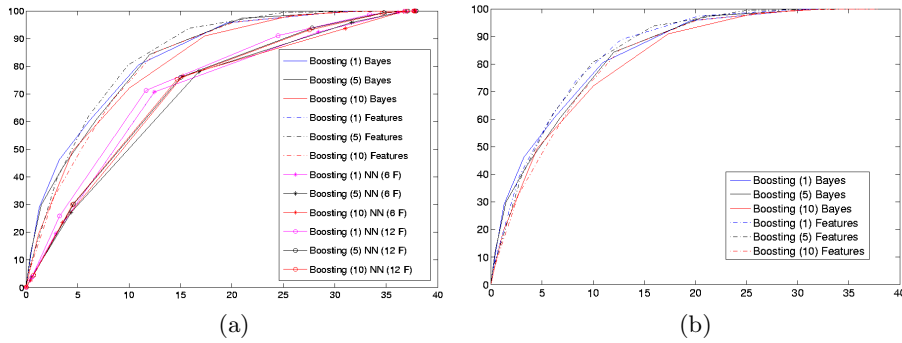 100
90
80
70
60
50
40
30
20
10
0
0 5 10 15 20 25 30 35 40
Boosting (1) Bayes
Boosting (5) Bayes
Boosting (10) Bayes
Boosting (1) Features
Boosting (5) Features
Boosting (10) Features
Boosting (1) NN (6 F)
Boosting (5) NN (6 F)
Boosting (10) NN (6 F)
Boosting (1) NN (12 F)
Boosting (5) NN (12 F)
Boosting (10) NN (12 F)
(a)
100
90
80
70
60
50
40
30
20
10
0
0 5 10 15 20 25 30 35 40
Boosting (1) Bayes
Boosting (5) Bayes
Boosting (10) Bayes
Boosting (1) Features
Boosting (5) Features
Boosting (10) Features
(b)